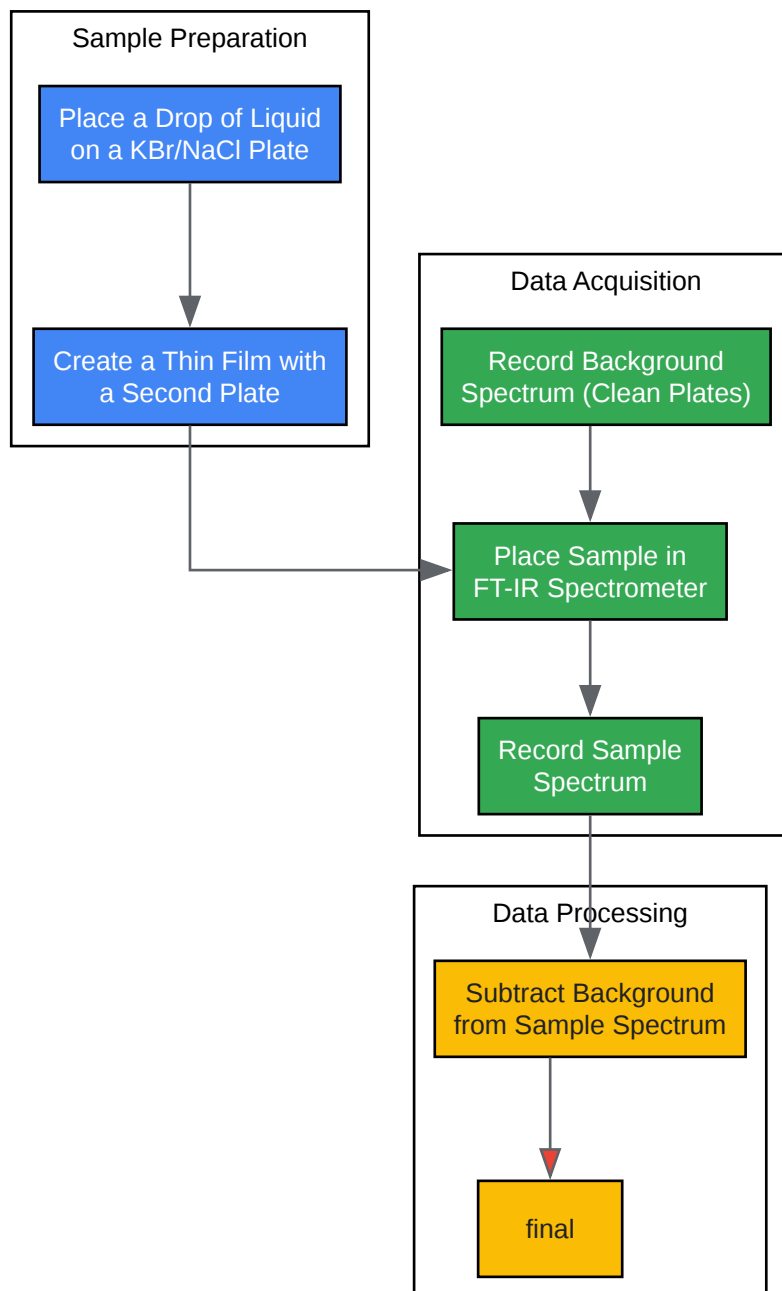 Sample Preparation
Place a Drop of Liquid
on a KBr/NaCl Plate
Create a Thin Film with
a Second Plate
Data Acquisition
Record Background
Spectrum (Clean Plates)
Place Sample in
FT-IR Spectrometer
Record Sample
Spectrum
Data Processing
Subtract Background
from Sample Spectrum
final